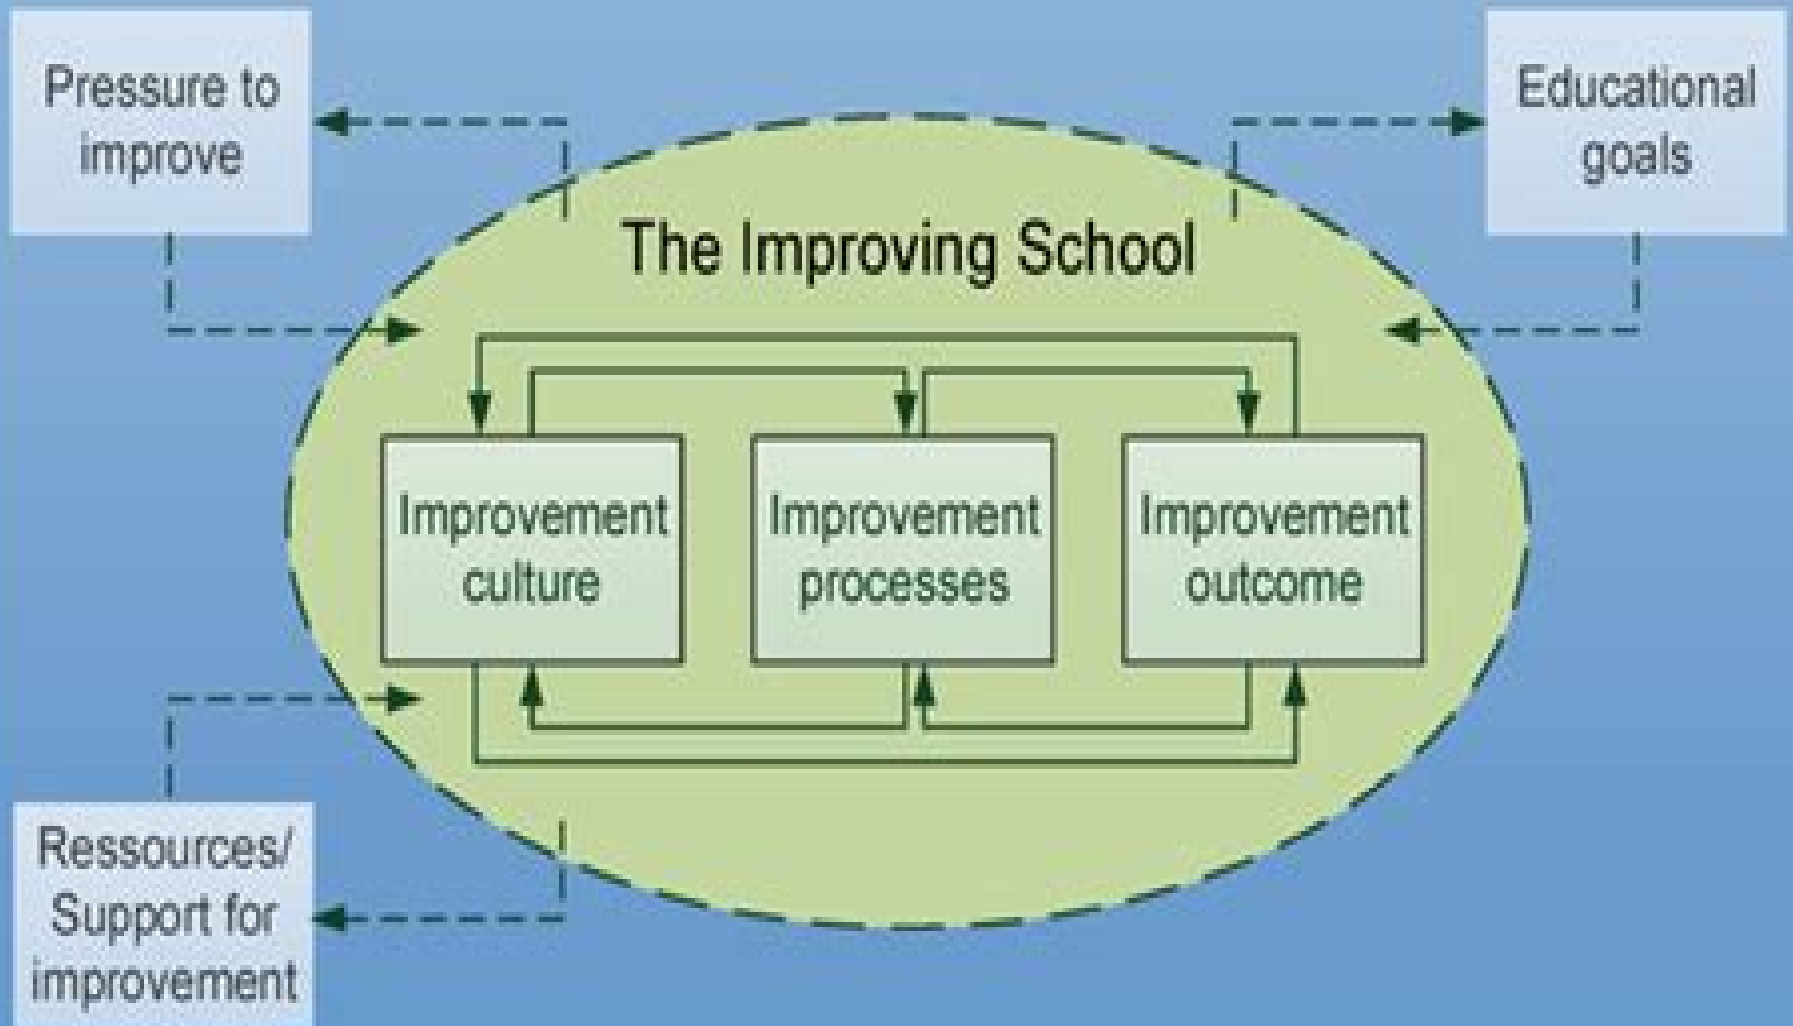 Pressure to
improve
Educational
goals
The Improving School
Improvement
culture
Improvement
processes
Improvement
outcome
Ressources/
Support for
improvement